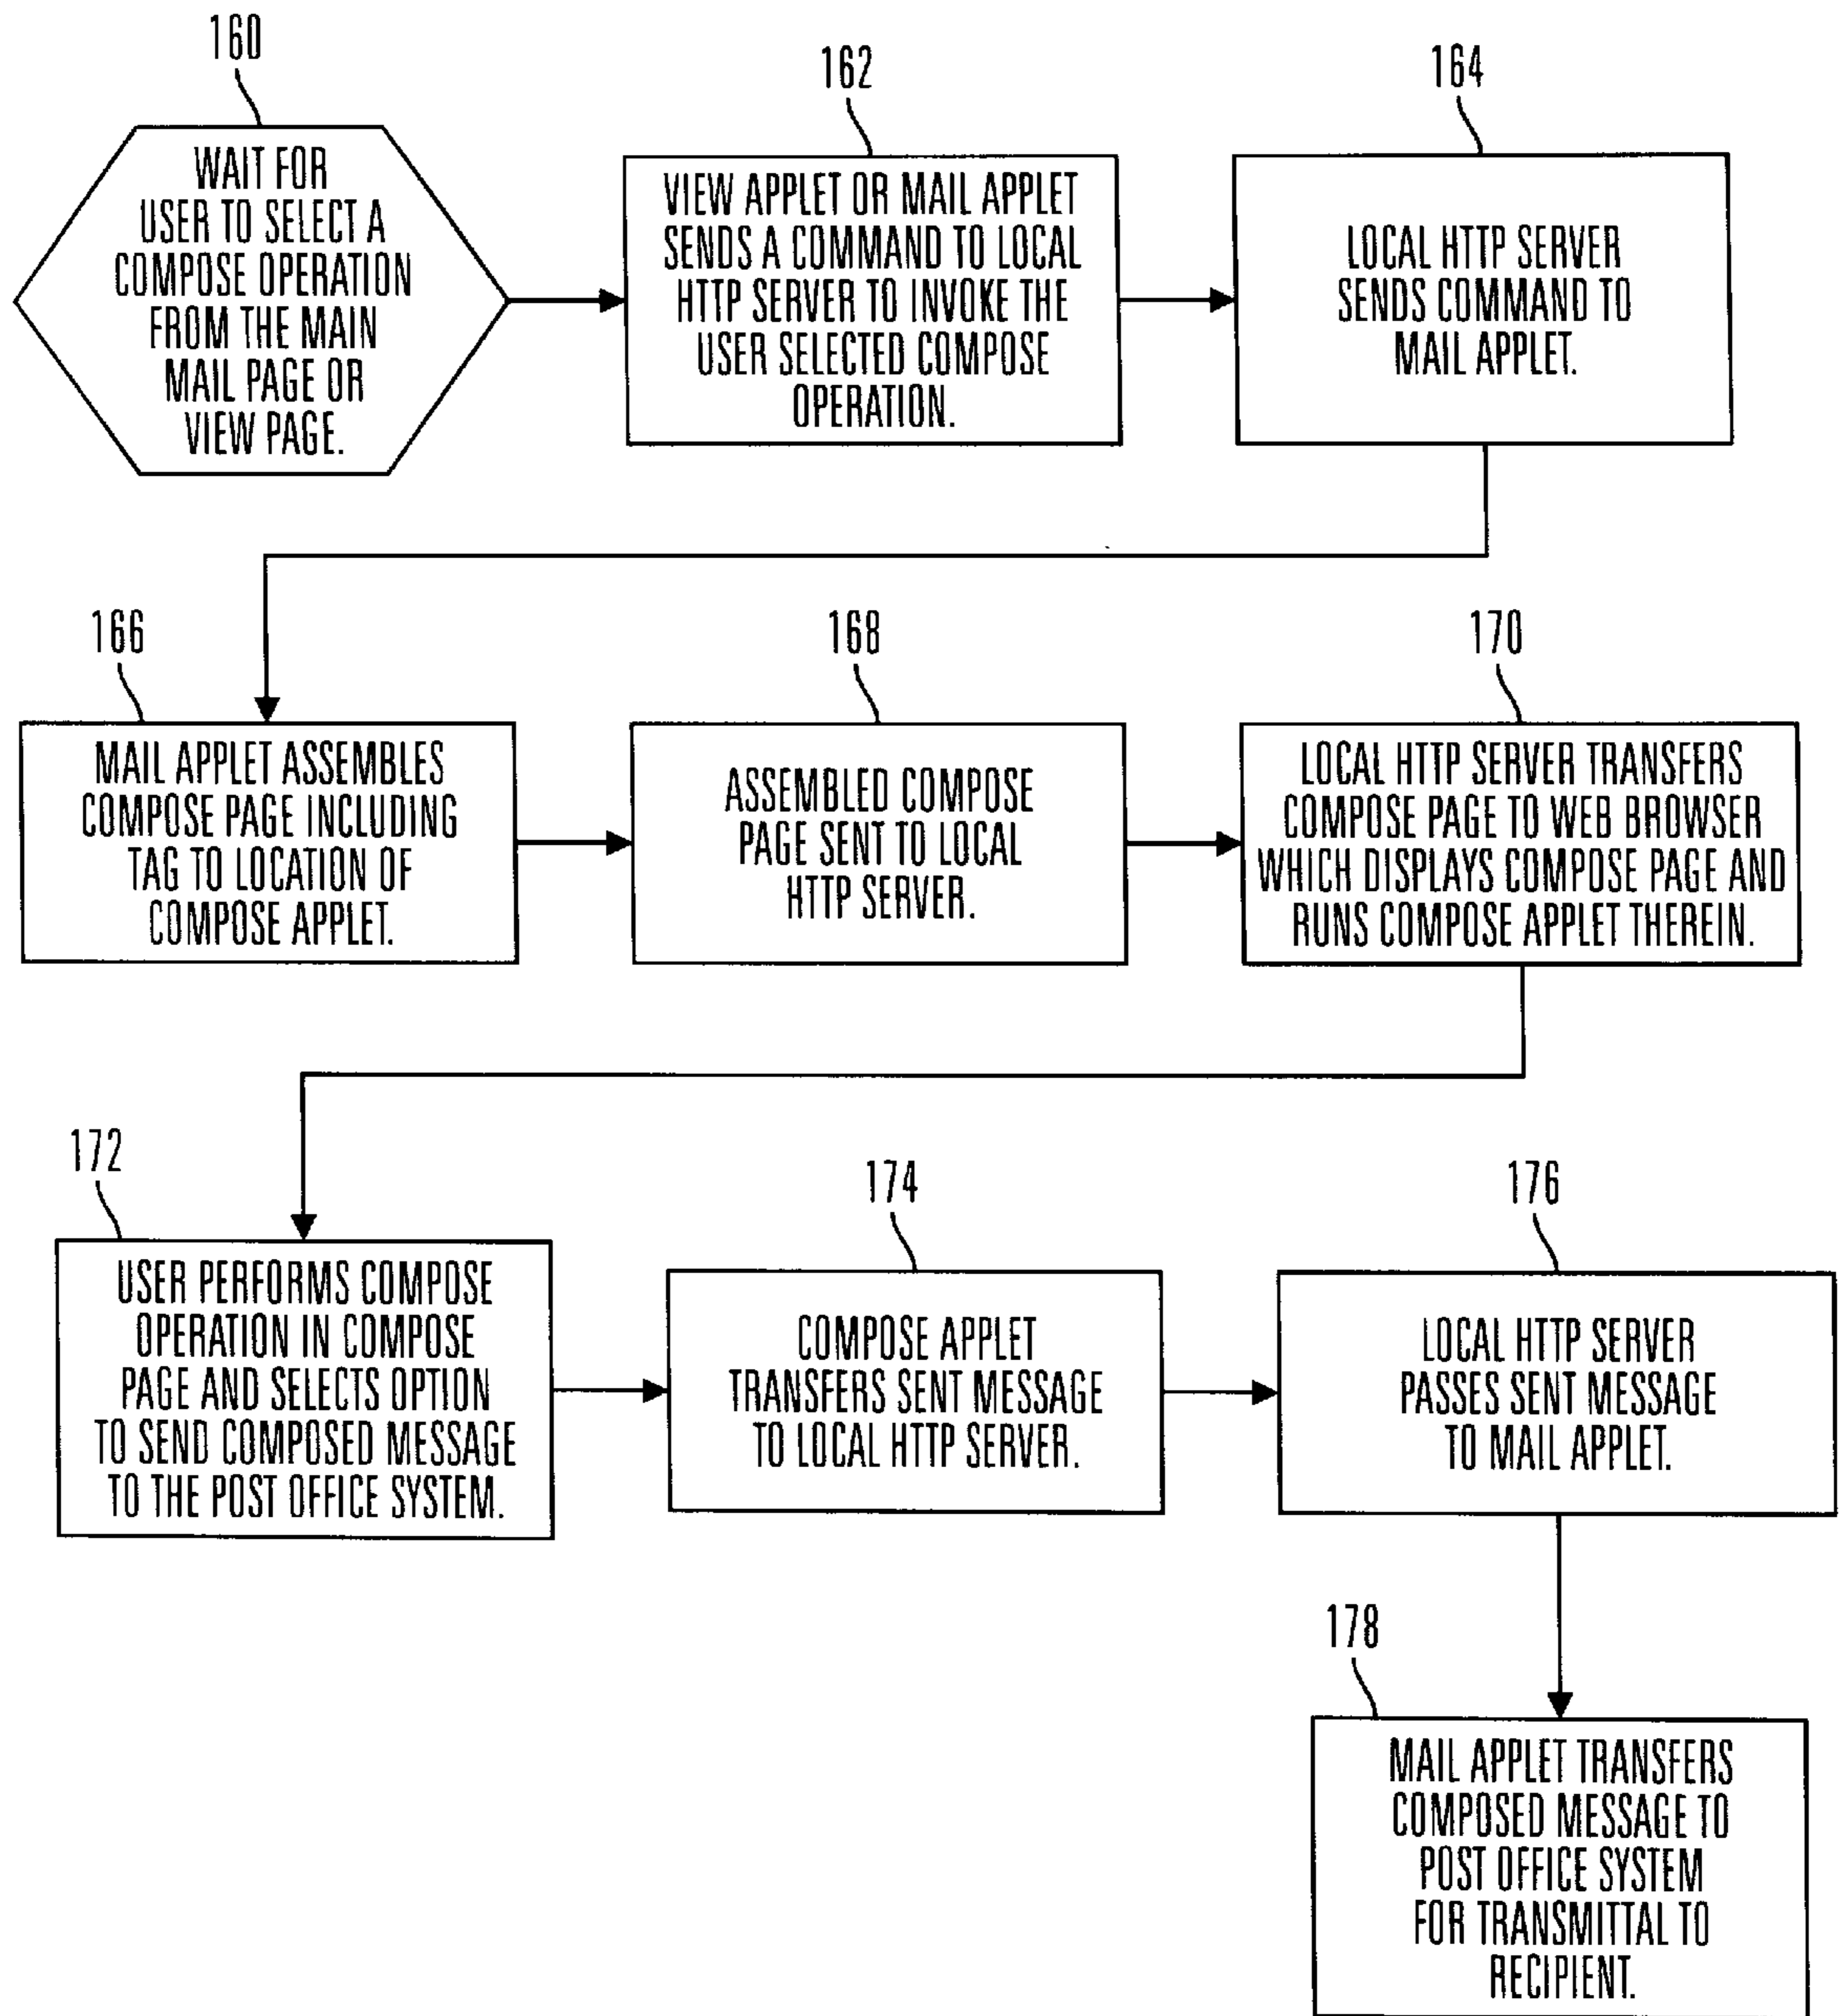 160
WAIT FOR
USER TO SELECT A
COMPOSE OPERATION
FROM THE MAIN
MAIL PAGE OR
VIEW PAGE.
162
VIEW APPLET OR MAIL APPLET
SENDS A COMMAND TO LOCAL
HTTP SERVER TO INVOKE THE
USER SELECTED COMPOSE
OPERATION.
164
LOCAL HTTP SERVER
SENDS COMMAND TO
MAIL APPLET.
166
MAIL APPLET ASSEMBLES
COMPOSE PAGE INCLUDING
TAG TO LOCATION OF
COMPOSE APPLET.
168
ASSEMBLED COMPOSE
PAGE SENT TO LOCAL
HTTP SERVER.
170
LOCAL HTTP SERVER TRANSFERS
COMPOSE PAGE TO WEB BROWSER
WHICH DISPLAYS COMPOSE PAGE AND
RUNS COMPOSE APPLET THEREIN.
172
USER PERFORMS COMPOSE
OPERATION IN COMPOSE
PAGE AND SELECTS OPTION
TO SEND COMPOSED MESSAGE
TO THE POST OFFICE SYSTEM.
174
COMPOSE APPLET
TRANSFERS SENT MESSAGE
TO LOCAL HTTP SERVER.
176
LOCAL HTTP SERVER
PASSES SENT MESSAGE
TO MAIL APPLET.
178
MAIL APPLET TRANSFERS
COMPOSED MESSAGE TO
POST OFFICE SYSTEM
FOR TRANSMITTAL TO
RECIPIENT.